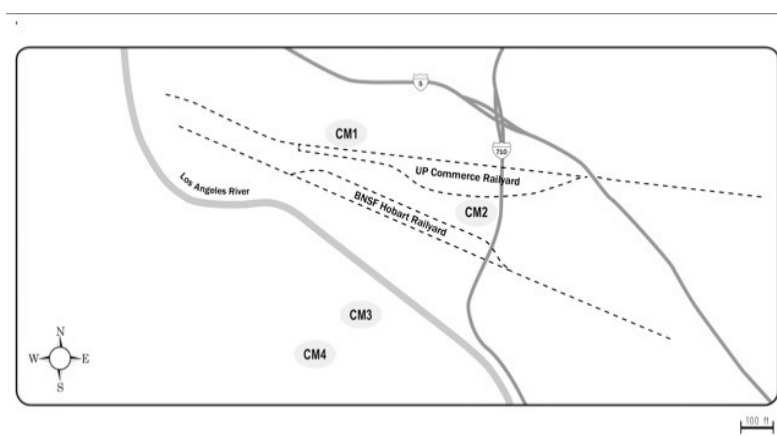 5
CM1
710
UP Commerce Railyard
Los Angeles River
BNSF Hobart Railyard
CM2
CM3
CM4
N
W E
S
100 ft